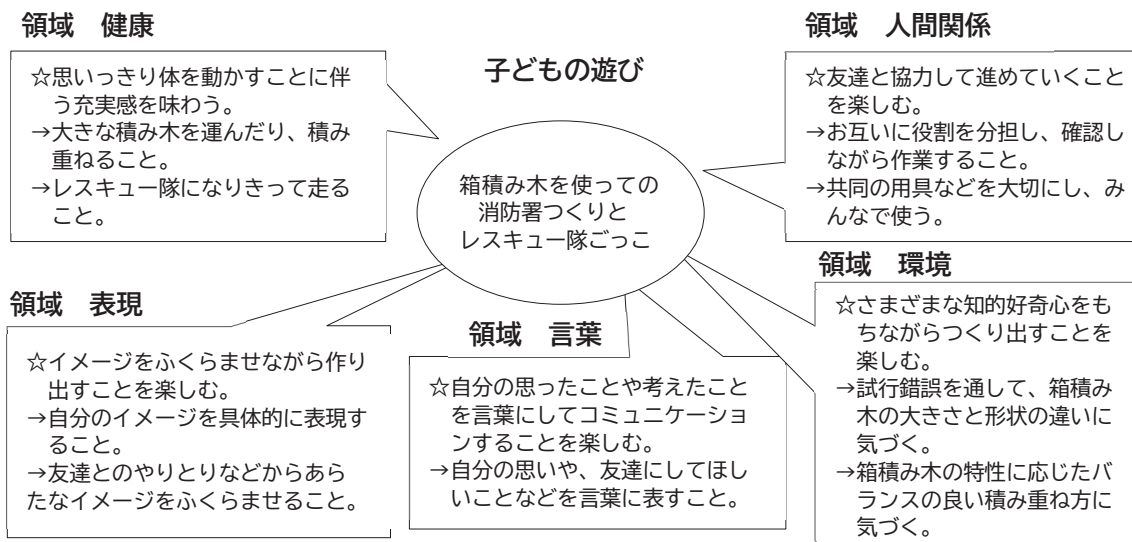 領域　健康
☆思いっきり体を動かすことに伴
う充実感を味わう。
→大きな積み木を運んだり、積み
重ねること。
→レスキュー隊になりきって走る
こと。
子どもの遊び
箱積み木を使っての
消防署つくりと
レスキュー隊ごっこ
領域　人間関係
☆友達と協力して進めていくこと
を楽しむ。
→お互いに役割を分担し、確認し
ながら作業すること。
→共同の用具などを大切にし、み
んなで使う。
領域　表現
☆イメージをふくらませながら作り
出すことを楽しむ。
→自分のイメージを具体的に表現す
ること。
→友達とのやりとりなどからあら
たなイメージをふくらませること。
領域　言葉
☆自分の思ったことや考えたこと
を言葉にしてコミュニケーショ
ンすることを楽しむ。
→自分の思いや、友達にしてほし
いことなどを言葉に表すこと。
領域　環境
☆さまざまな知的好奇心をも
ちながらつくり出すことを
楽しむ。
→試行錯誤を通して、箱積み
木の大きさと形状の違いに
気づく。
→箱積み木の特性に応じたバ
ランスの良い積み重ね方に
気づく。